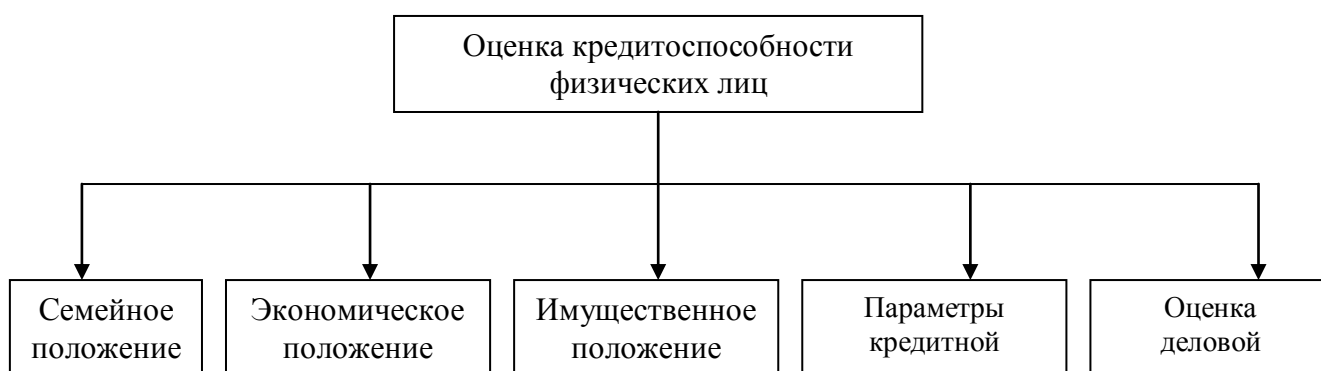 Оценка кредитоспособности
физических лиц
Семейное
положение
Экономическое
положение
Имущественное
положение
Параметры
кредитной
Оценка
деловой